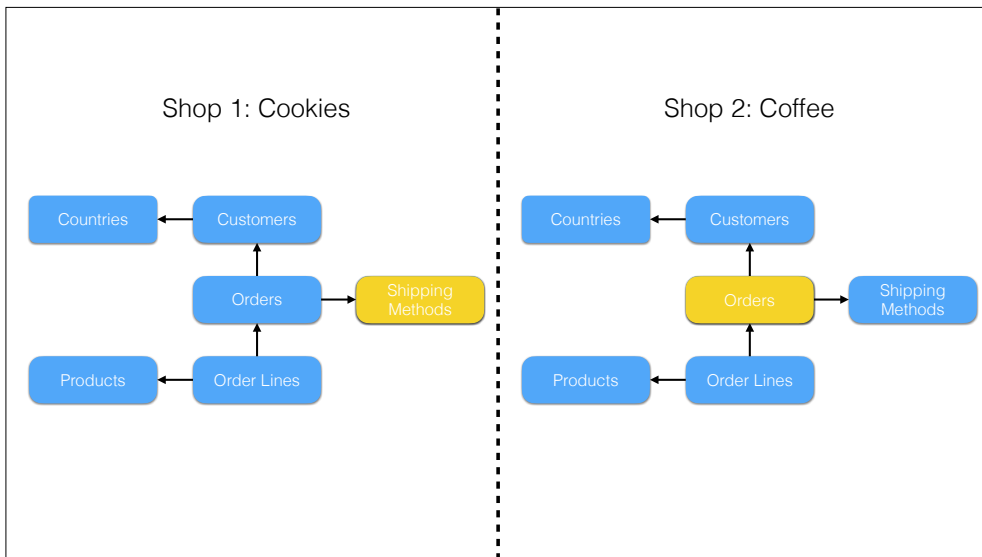 Shop 1: Cookies
Countries
Customers
Orders
Shipping
Methods
Products
Order Lines
Shop 2: Coffee
Countries
Customers
Orders
Shipping
Methods
Products
Order Lines